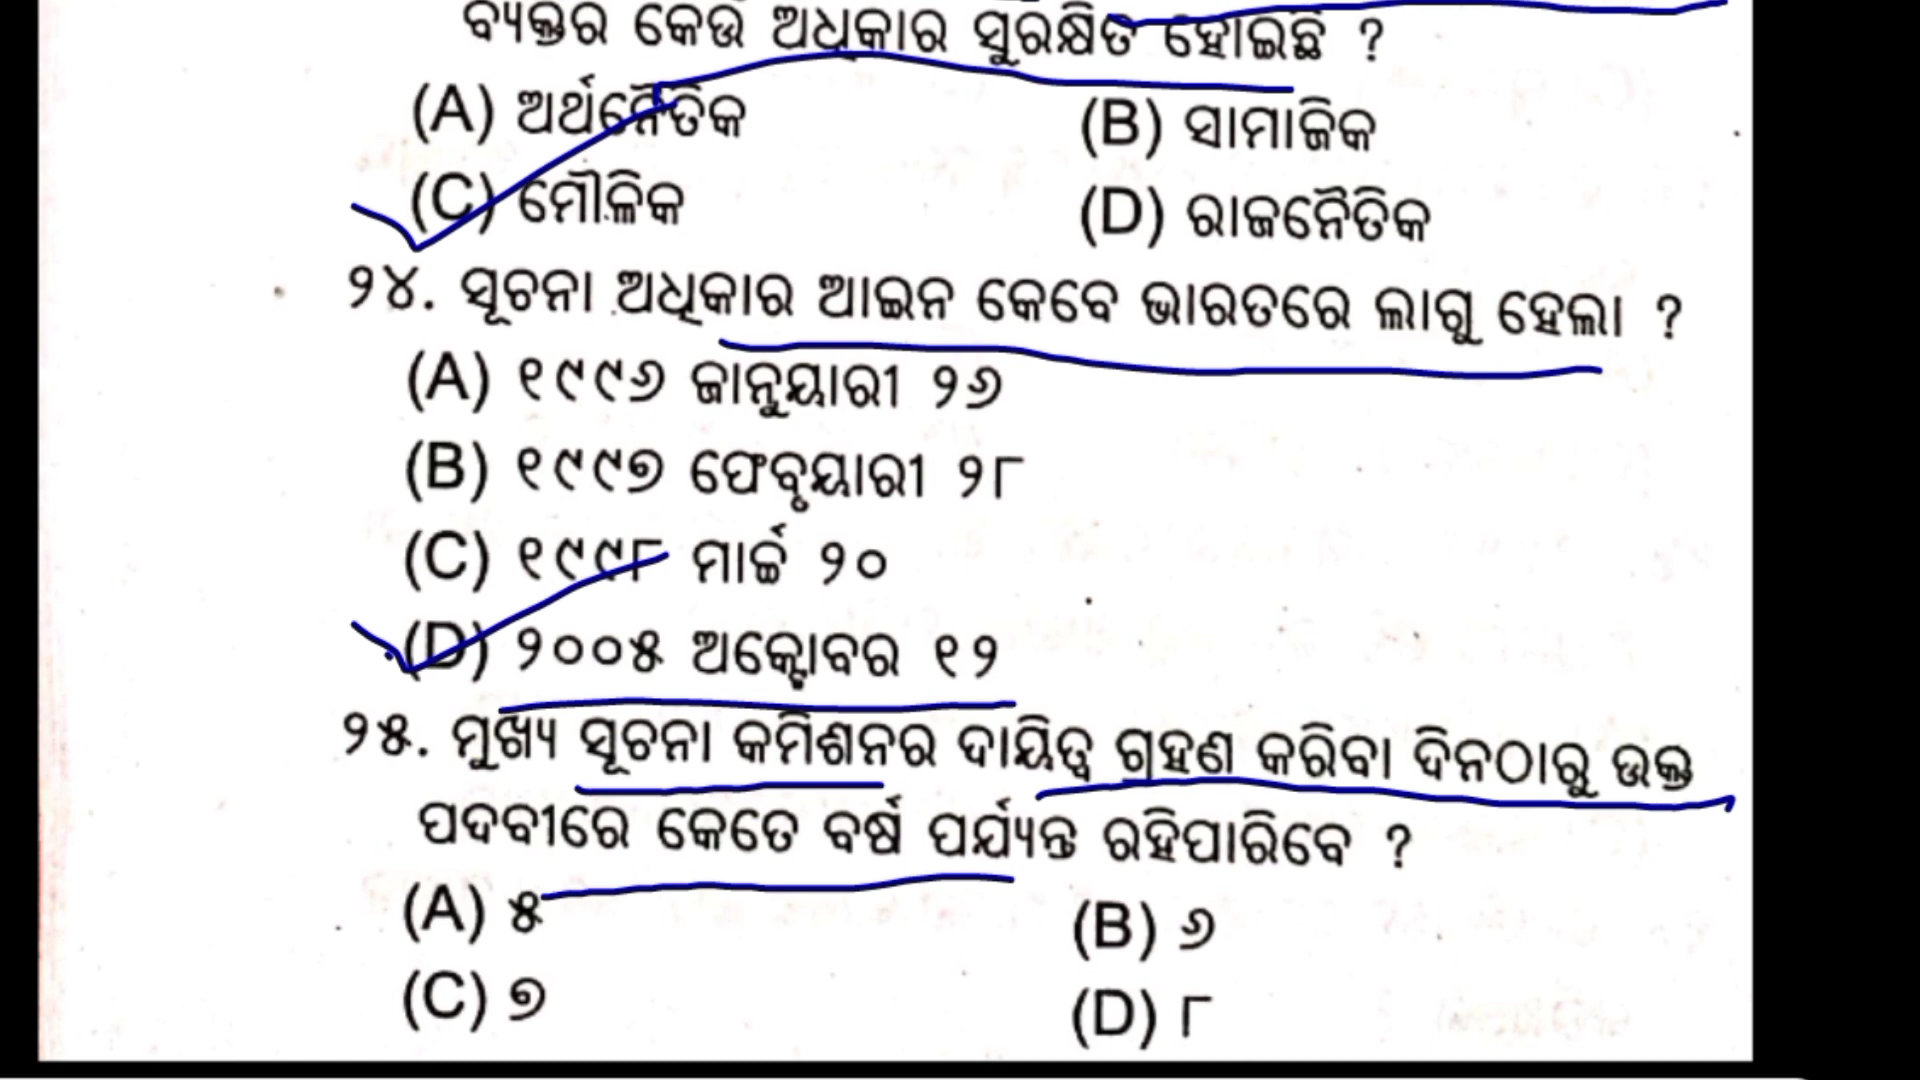 ବ୍ୟକ୍ତିର କେଉଁ ଅଧିକାର ସୁରକ୍ଷିତ ହୋଇଛି ?
(A) ଅର୍ଥନୈତିକ (B) ସାମାଜିକ
(C) ମୌଳିକ (D) ରାଜନୈତିକ
୨୪. ସୂଚନା ଅଧିକାର ଆଇନ କେବେ ଭାରତରେ ଲାଗୁ ହେଲା ?
(A) ୧୯୯୬ ଜାନୁୟାରୀ ୨୬
(B) ୧୯୯୭ ଫେବୃୟାରୀ ୨୮
(C) ୧୯୯୮ ମାର୍ଚ୍ଚ ୨୦
(D) ୨୦୦୫ ଅକ୍ଟୋବର ୧୨
୨୫. ମୁଖ୍ୟ ସୂଚନା କମିଶନର ଦାୟିତ୍ୱ ଗ୍ରହଣ କରିବା ଦିନଠାରୁ ଉକ୍ତ
ପଦବୀରେ କେତେ ବର୍ଷ ପର୍ଯ୍ୟନ୍ତ ରହିପାରିବେ ?
(A) ୫ (B) ୬
(C) ୭ (D) ୮